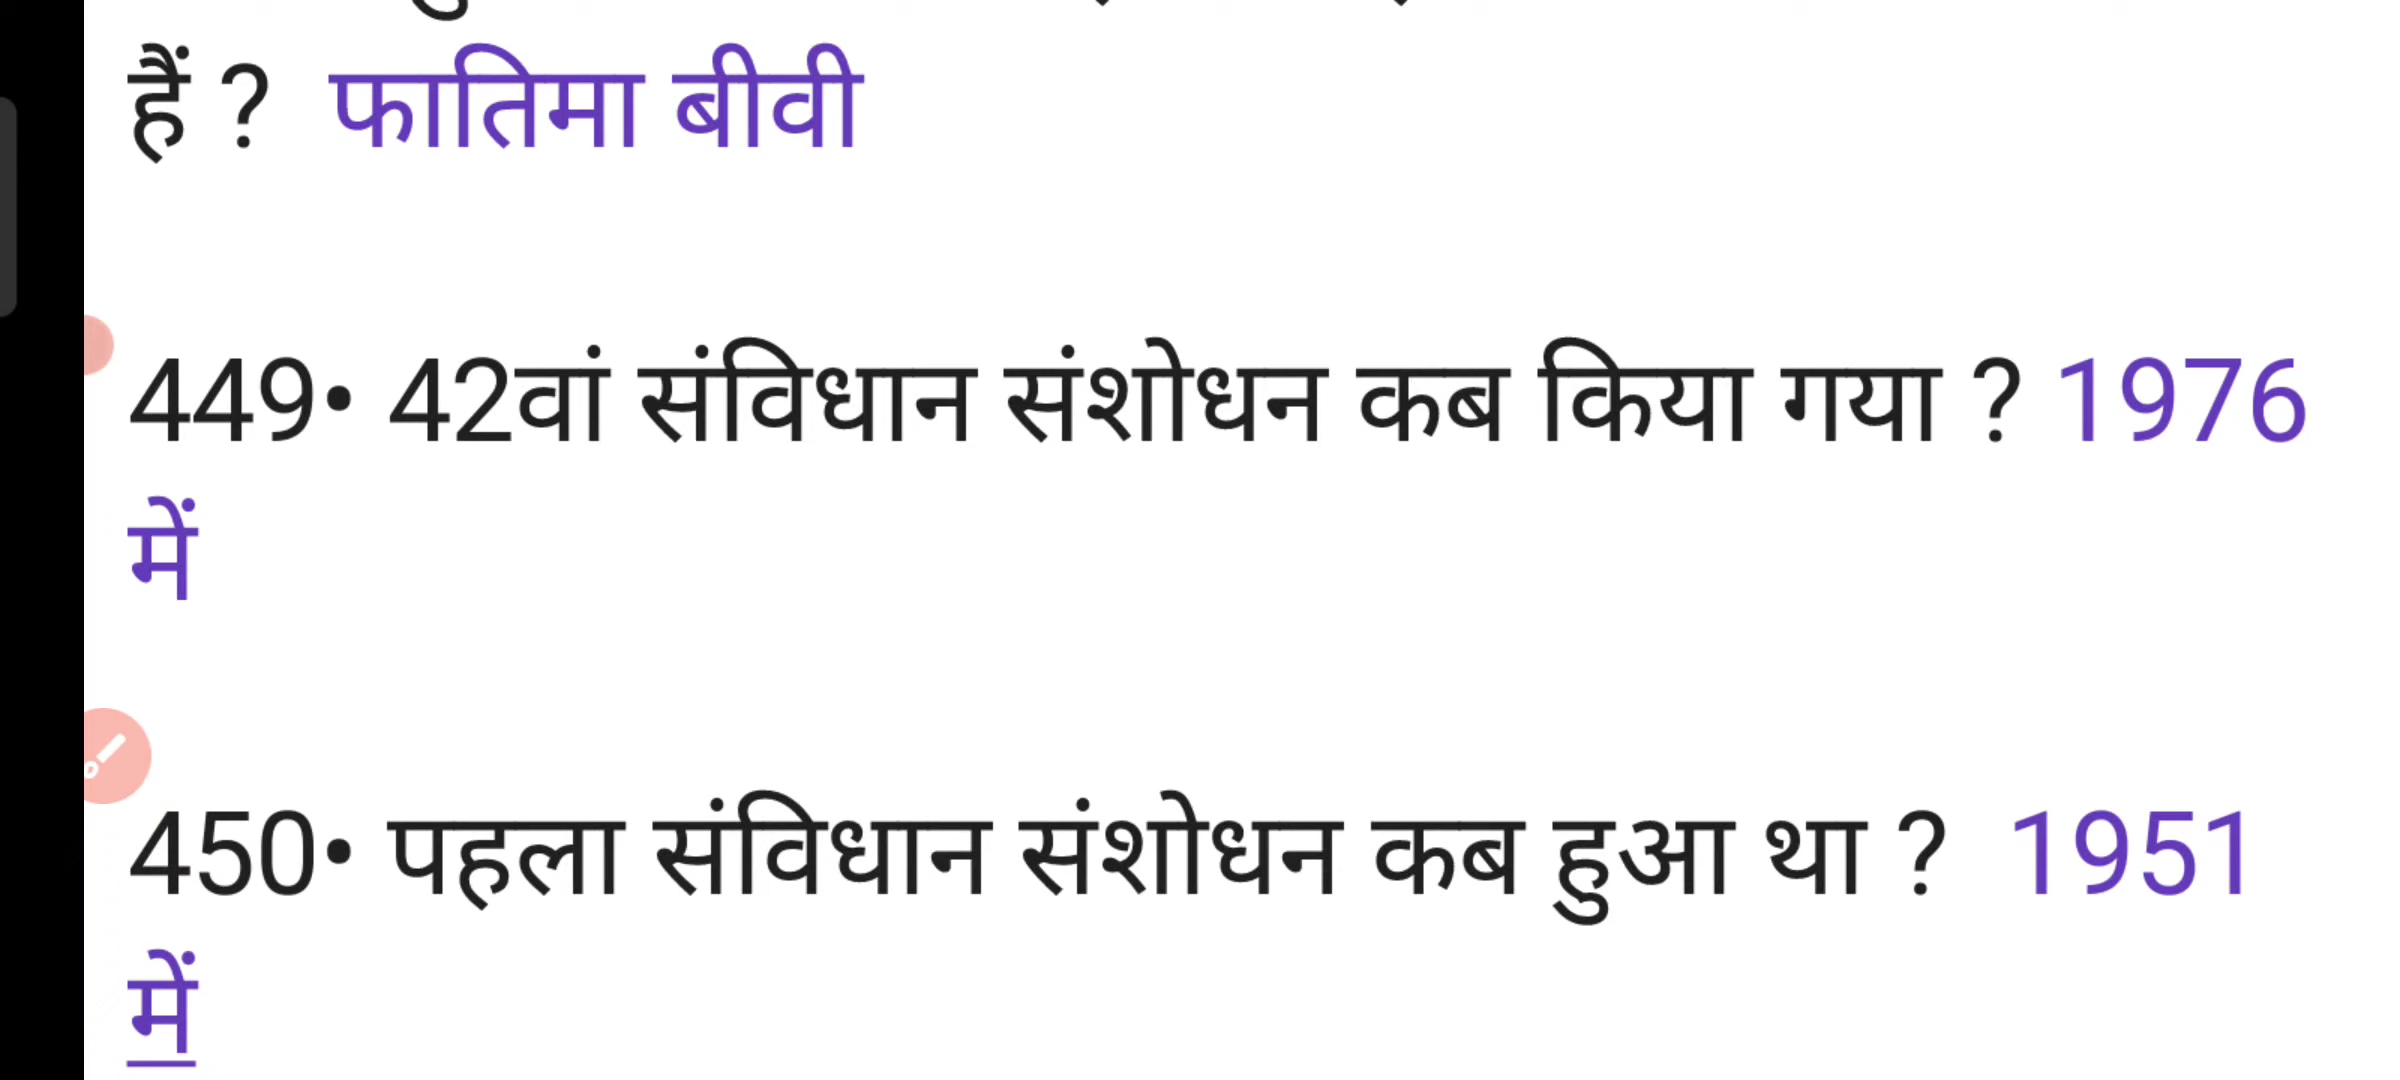 हैं ? फातिमा बीवी
449• 42वां संविधान संशोधन कब किया गया ? 1976
में
450• पहला संविधान संशोधन कब हुआ था ? 1951
में